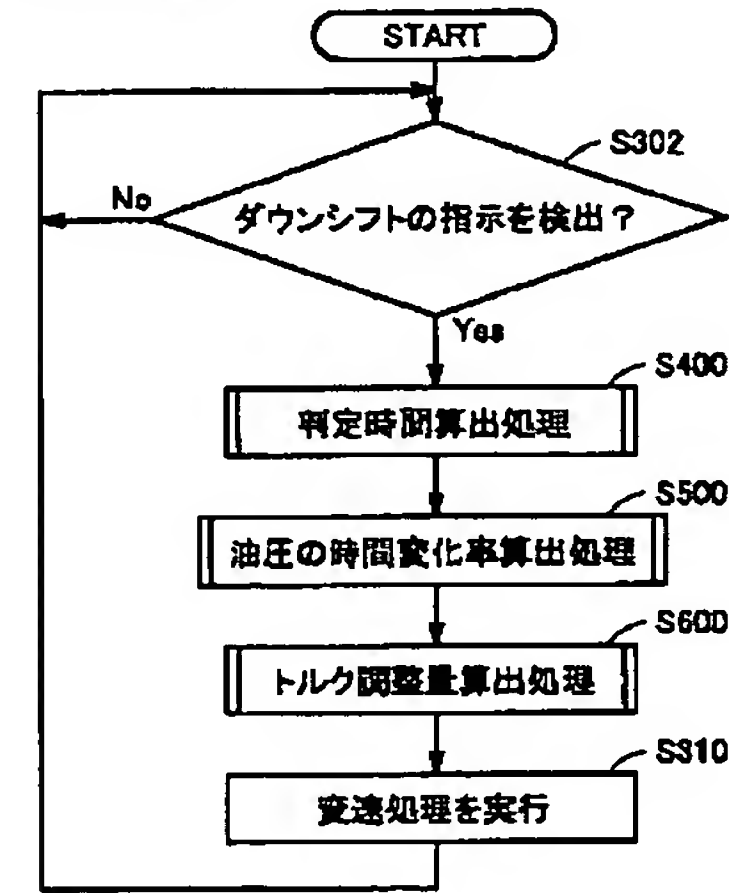 START
S302
No
ダウンシフトの指示を検出？
Yes
S400
判定時間算出処理
S500
油圧の時間変化率算出処理
S600
トルク調整量算出処理
S310
変速処理を実行